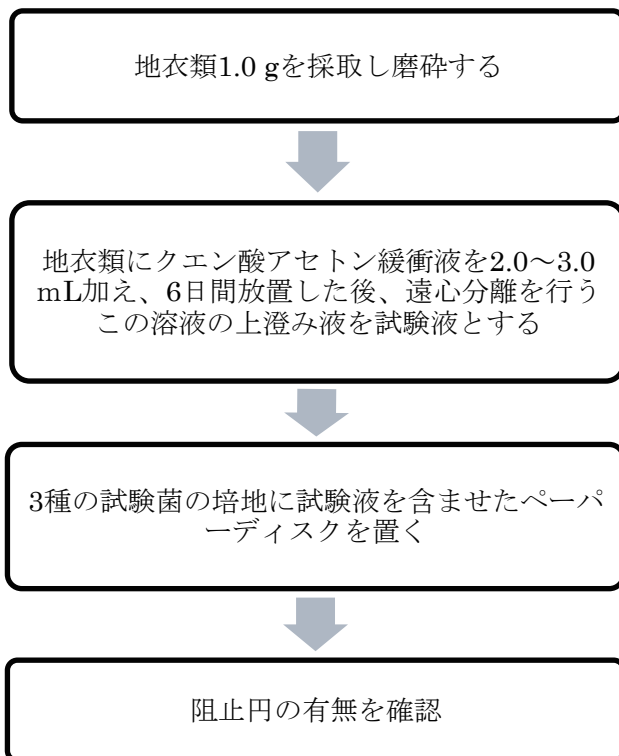 地衣類1.0 gを採取し磨砕する
地衣類にクエン酸アセトン緩衝液を2.0～3.0
mL加え、6日間放置した後、遠心分離を行う
この溶液の上澄み液を試験液とする
3種の試験菌の培地に試験液を含ませたペーパ
ーディスクを置く
阻止円の有無を確認